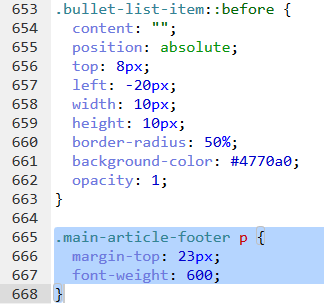 653 .bullet-list-item::before {
654   content: "";
655   position: absolute;
656   top: 8px;
657   left: -20px;
658   width: 10px;
659   height: 10px;
660   border-radius: 50%;
661   background-color: #4770a0;
662   opacity: 1;
663 }
664
665 .main-article-footer p {
666   margin-top: 23px;
667   font-weight: 600;
668 }